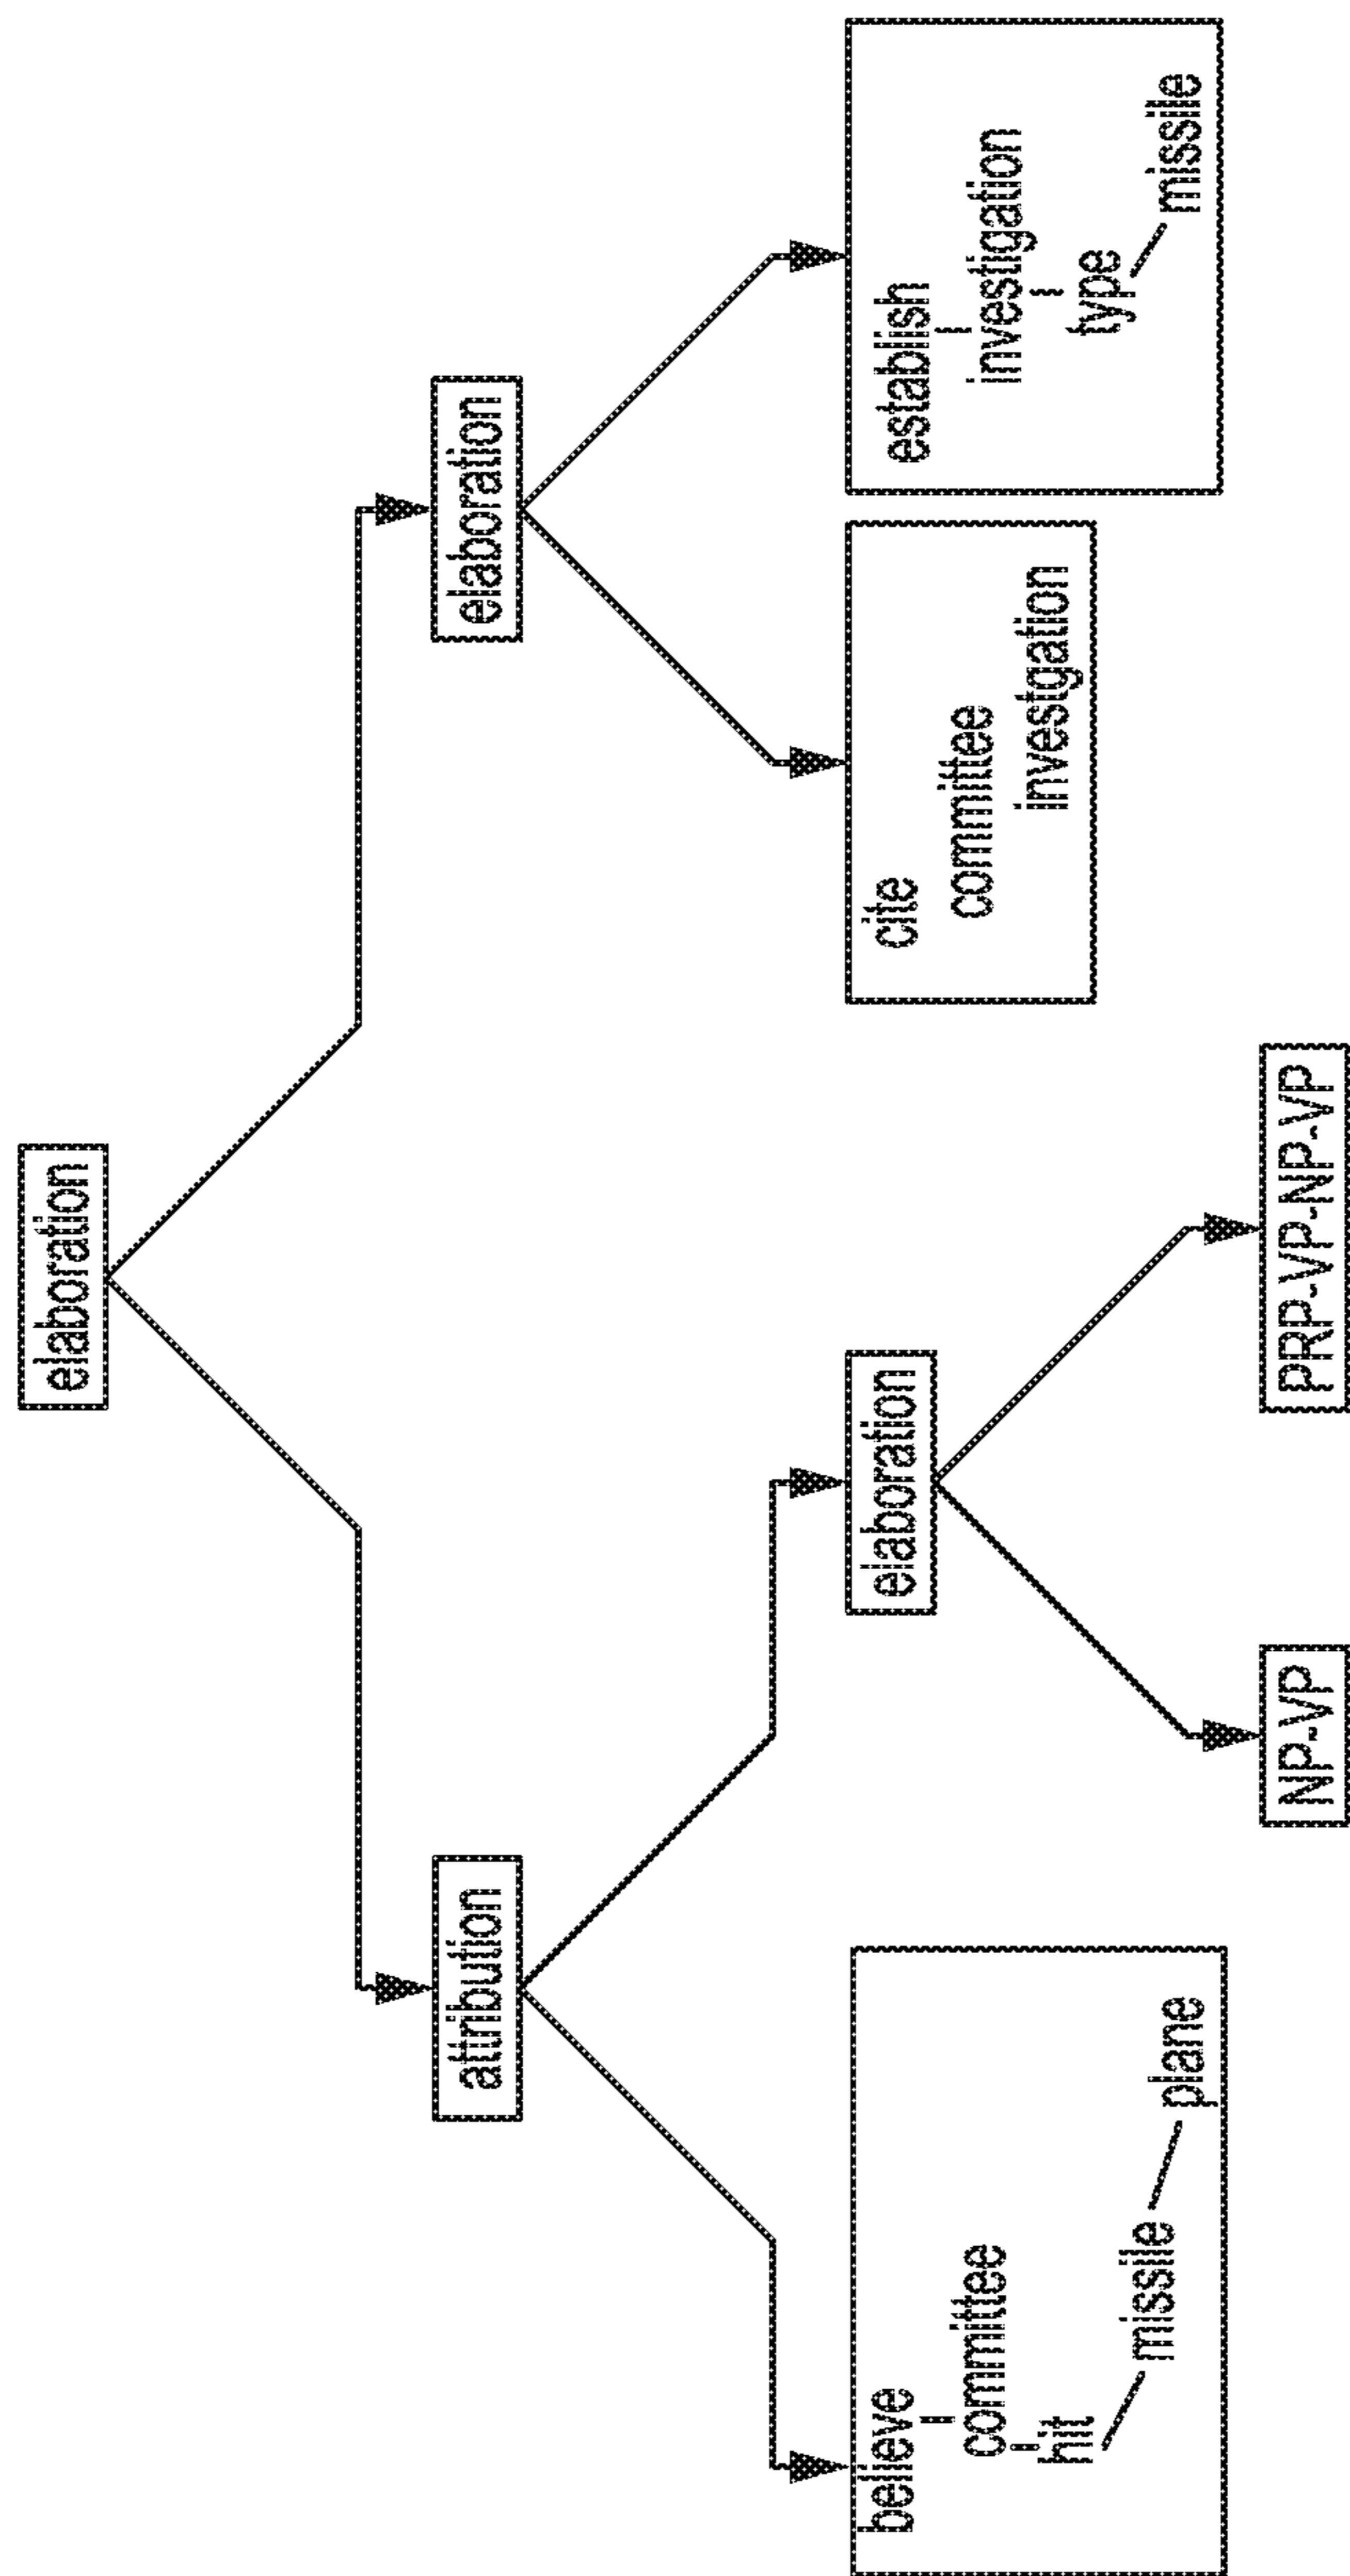 elaboration
attribution
elaboration
believe
committee
hit
missile
plane
elaboration
cite
committee
investgation
establish
investigation
type
missile
NP-VP
PRP-VP-NP-VP